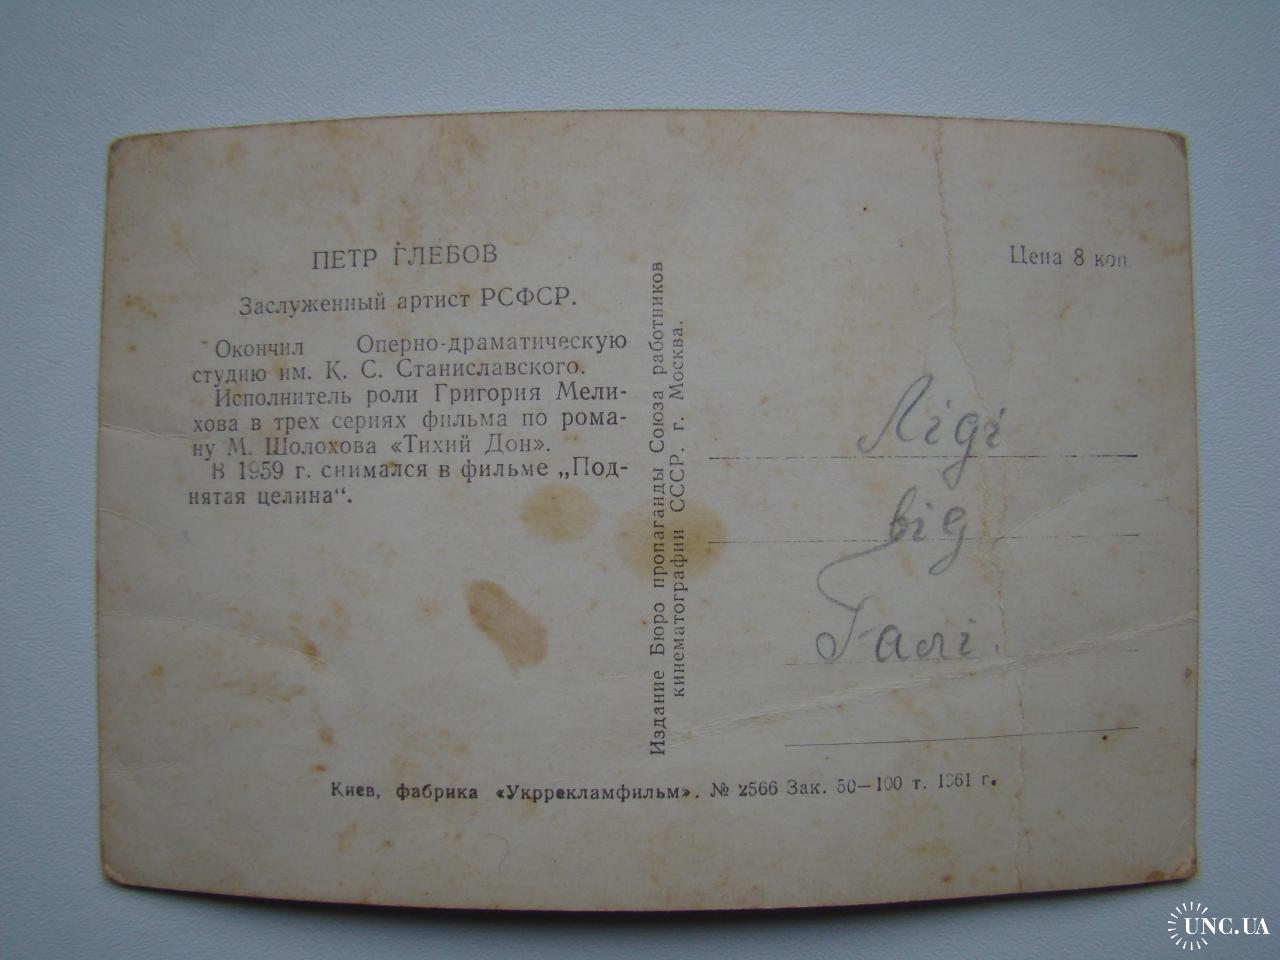 ПЕТР ГЛЕБОВ
Заслуженный артист РСФСР.
Окончил Оперно-драматическую
студию им. К. С. Станиславского.
Исполнитель роли Григория Мели-
хова в трех сериях фильма по рома-
ну М. Шолохова «Тихий Дон».
В 1959 г. снимался в фильме „Под-
нятая целина“.
Издание Бюро пропаганды Союза работников
кинематографии СССР. г. Москва.
Цена 8 коп.
Ліді
від
Галі.
Киев, фабрика «Укррекламфильм». № 2566 Зак. 50—100 т. 1961 г.
UNC.UA